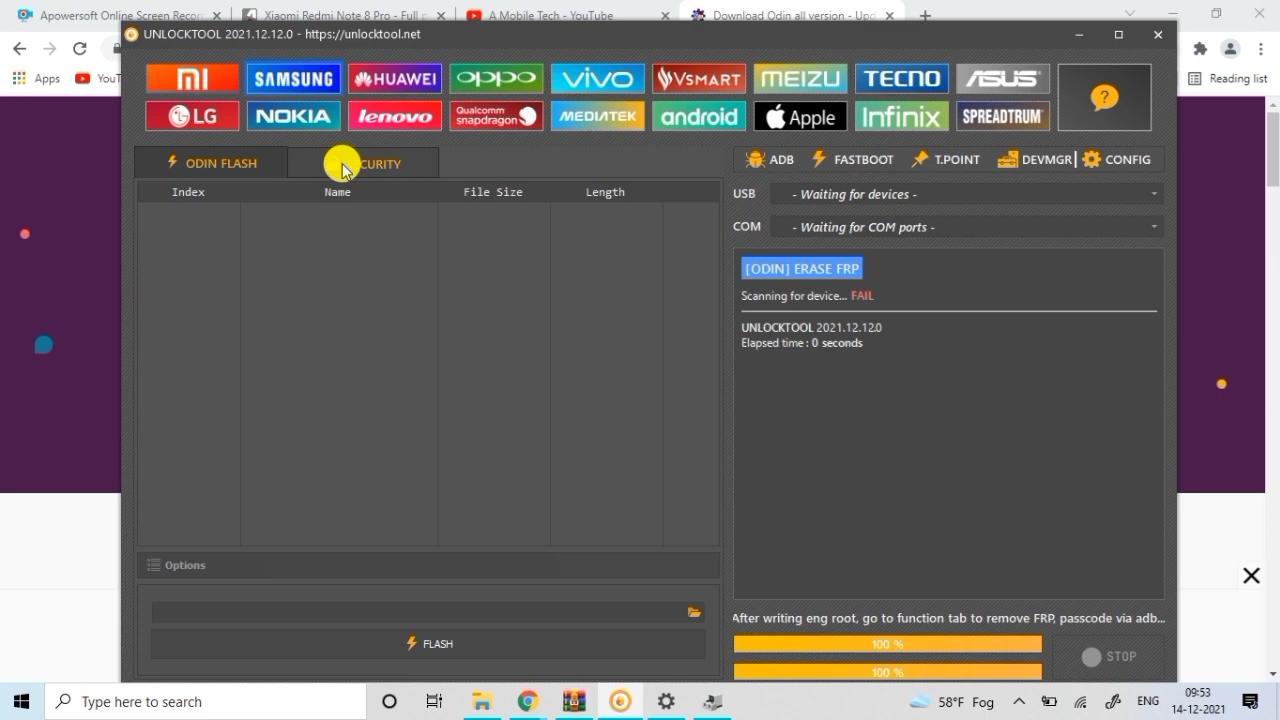 Apowersoft Online Screen Recor
Xiaomi Redmi Note 8 Pro - Full p
A Mobile Tech - YouTube
Download Odin all version - Upd
UNLOCKTOOL 2021.12.12.0 - https://unlocktool.net
Apps
YouT
Reading list
MI
SAMSUNG
HUAWEI
OPPO
VIVO
VSMART
MEIZU
TECNO
ASUS
LG
NOKIA
lenovo
Qualcomm snapdragon
MEDIATEK
android
Apple
Infinix
SPREADTRUM
?
ODIN FLASH
CURITY
ADB
FASTBOOT
T.POINT
DEVMGR
CONFIG
Index Name File Size Length
USB - Waiting for devices -
COM - Waiting for COM ports -
[ODIN] ERASE FRP
Scanning for device... FAIL
UNLOCKTOOL 2021.12.12.0
Elapsed time : 0 seconds
Options
FLASH
After writing eng root, go to function tab to remove FRP, passcode via adb...
100 %
STOP
100 %
Type here to search
58°F Fog
ENG
09:53
14-12-2021